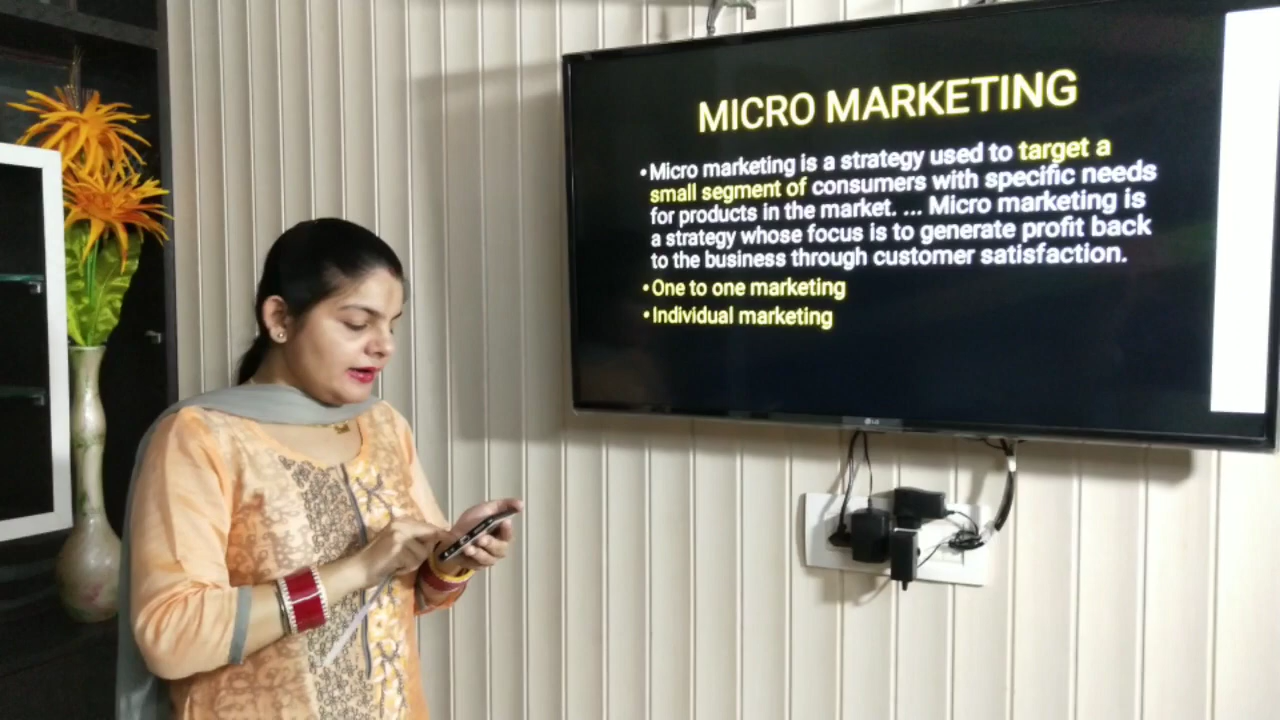 MICRO MARKETING
•Micro marketing is a strategy used to target a
small segment of consumers with specific needs
for products in the market. ... Micro marketing is
a strategy whose focus is to generate profit back
to the business through customer satisfaction.
•One to one marketing
•Individual marketing
LG